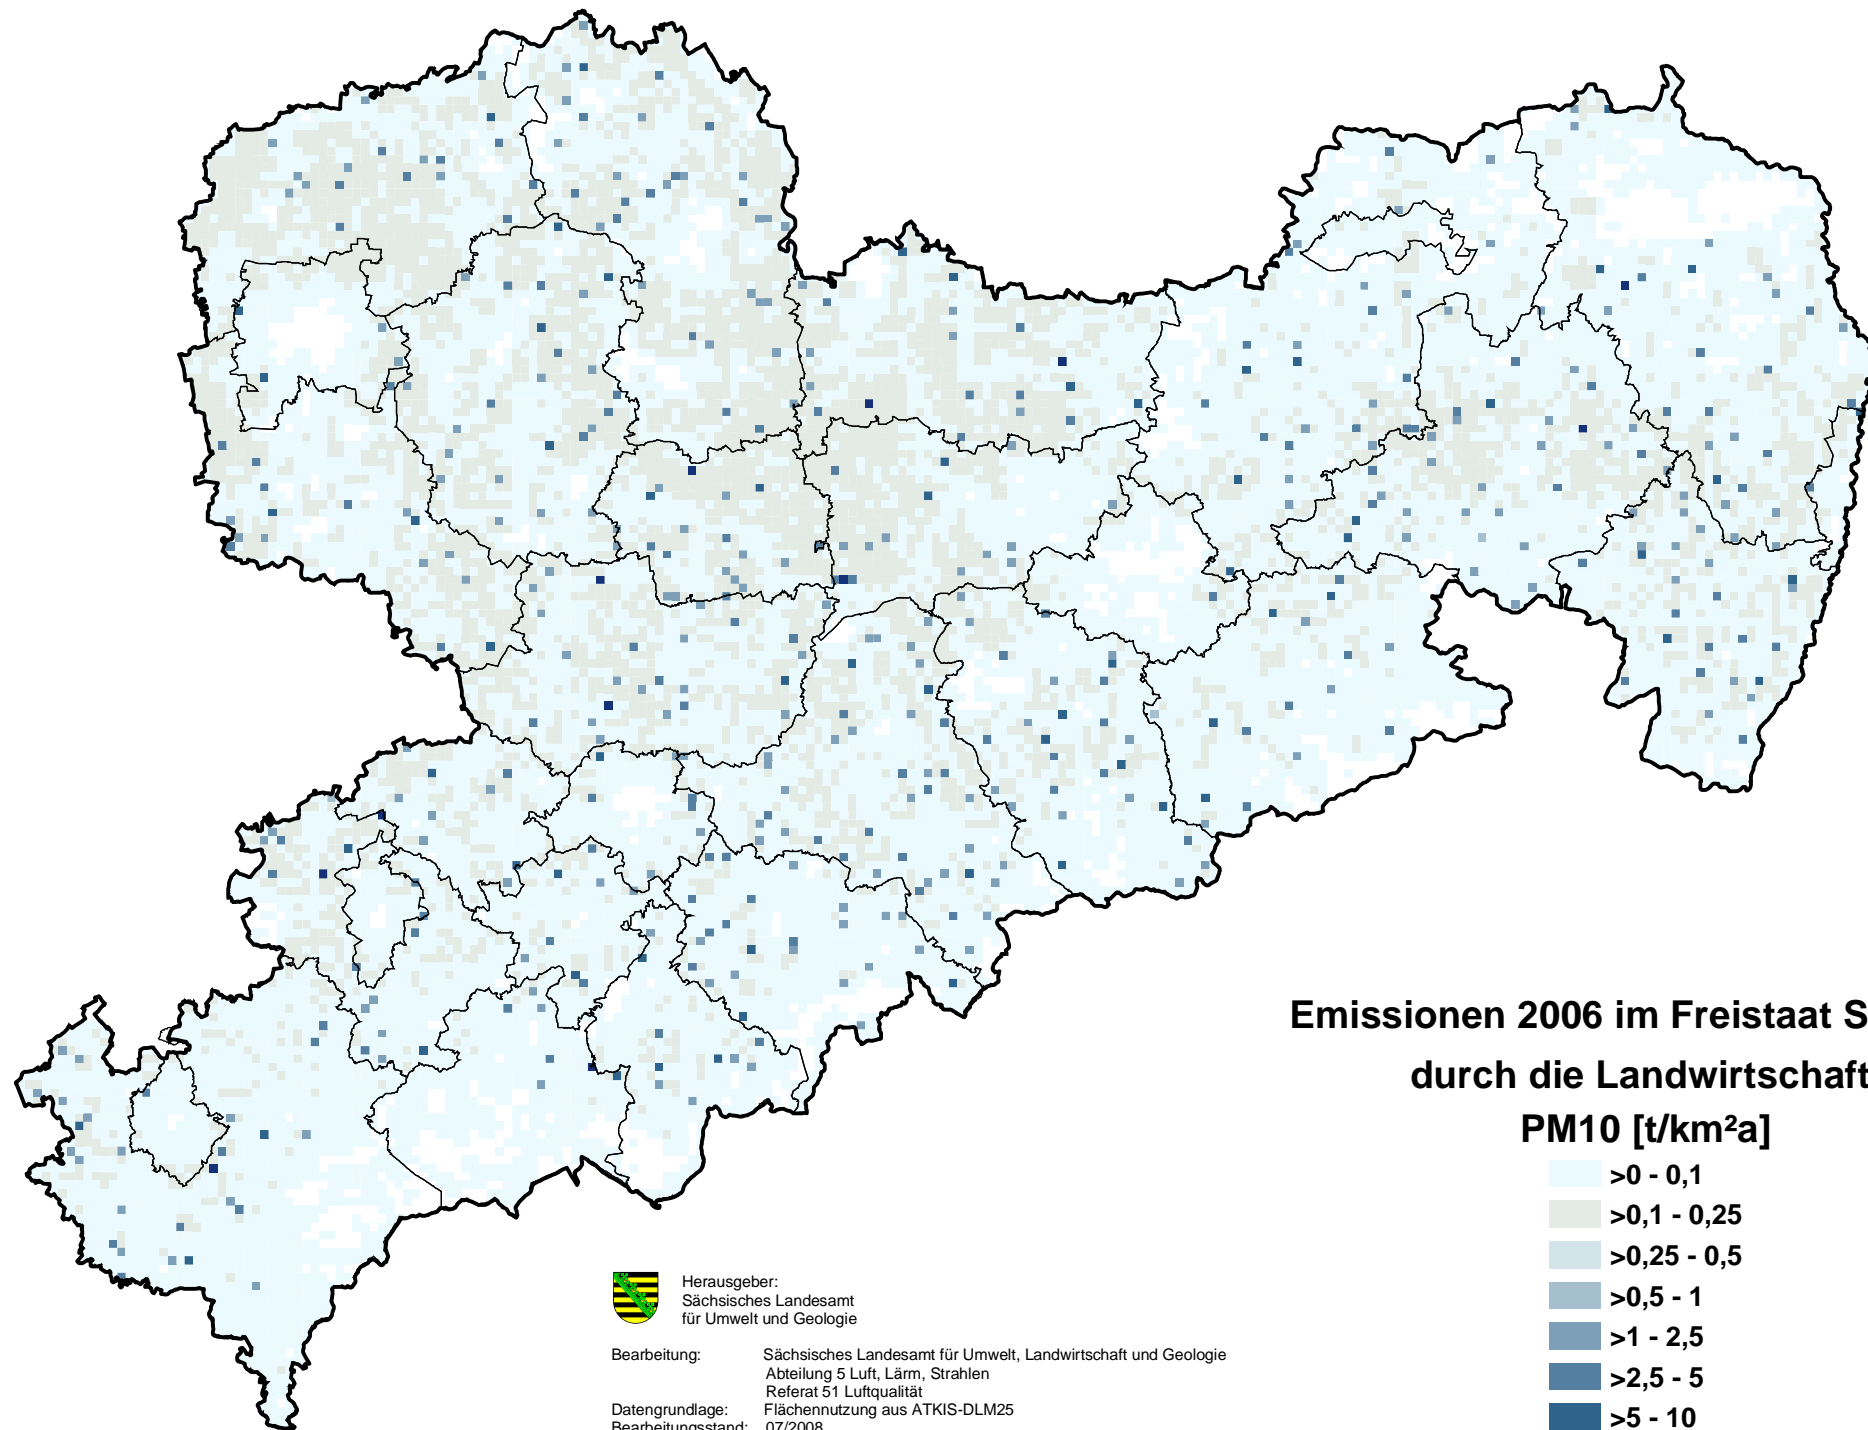 Emissionen 2006 im Freistaat S
durch die Landwirtschaft
PM10 [t/km²a]
>0 - 0,1
>0,1 - 0,25
>0,25 - 0,5
>0,5 - 1
>1 - 2,5
>2,5 - 5
>5 - 10
Herausgeber:
Sächsisches Landesamt
für Umwelt und Geologie
Bearbeitung: Sächsisches Landesamt für Umwelt, Landwirtschaft und Geologie
Abteilung 5 Luft, Lärm, Strahlen
Referat 51 Luftqualität
Datengrundlage: Flächennutzung aus ATKIS-DLM25
Bearbeitungsstand: 07/2008